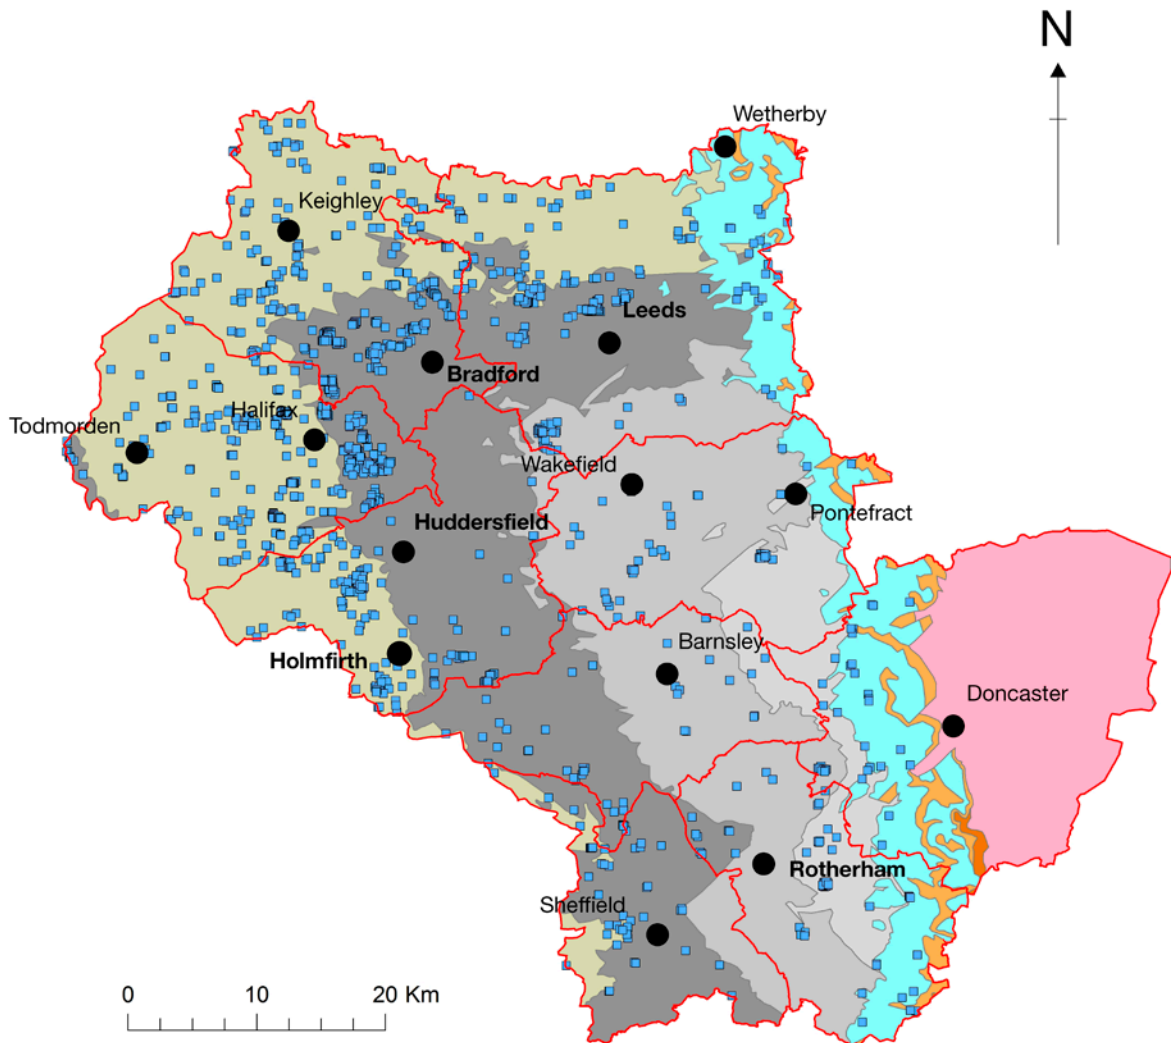 N
Wetherby
Keighley
Leeds
Bradford
Halifax
Todmorden
Wakefield
Pontefract
Huddersfield
Barnsley
Holmfirth
Doncaster
Rotherham
Sheffield
0 10 20 Km